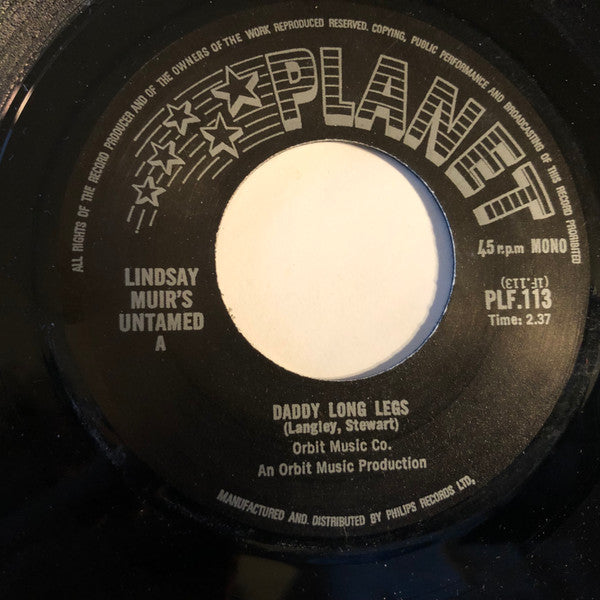 ALL RIGHTS OF THE RECORD PRODUCER AND OF THE OWNERS OF THE WORK REPRODUCED RESERVED. COPYING, PUBLIC PERFORMANCE AND BROADCASTING OF THIS RECORD PROHIBITED
PLANET
45 r.p.m MONO
LINDSAY
MUIR'S
UNTAMED
A
(1F.113)
PLF.113
Time: 2.37
DADDY LONG LEGS
(Langley, Stewart)
Orbit Music Co.
An Orbit Music Production
MANUFACTURED AND DISTRIBUTED BY PHILIPS RECORDS LTD.